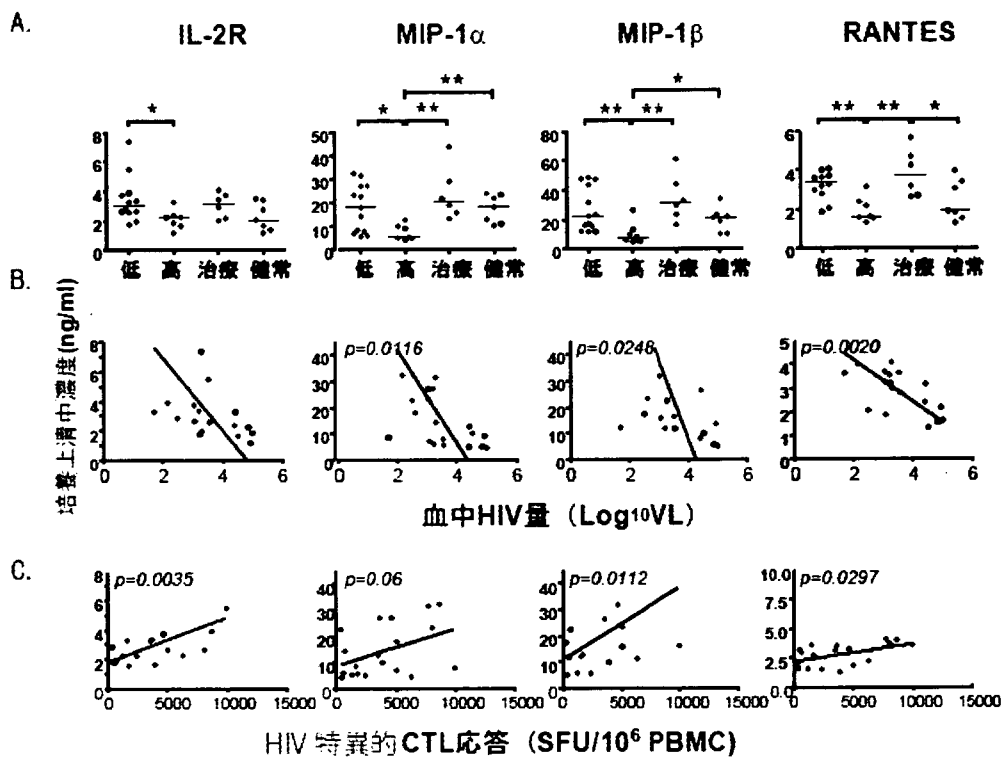 A.
IL-2R MIP-1α MIP-1β RANTES
* * ** ** ** ** * ** ** *
8 6 4 2 0
50 40 30 20 10 0
80 60 40 20 0
6 4 2 0
低 高 治療 健常 低 高 治療 健常 低 高 治療 健常 低 高 治療 健常
B.
培養上清中濃度(ng/ml)
p=0.0116 p=0.0248 p=0.0020
8 6 4 2 0
40 30 20 10 0
40 30 20 10 0
5 4 3 2 1 0
0 2 4 6 0 2 4 6 0 2 4 6 0 2 4 6
血中HIV量（Log10VL）
C.
p=0.0035 p=0.06 p=0.0112 p=0.0297
8 6 4 2 0
40 30 20 10 0
40 30 20 10 0
10.0 7.5 5.0 2.5 0
0 5000 10000 15000 0 5000 10000 15000 0 5000 10000 15000 0 5000 10000 15000
HIV 特異的CTL応答（SFU/10⁶ PBMC)